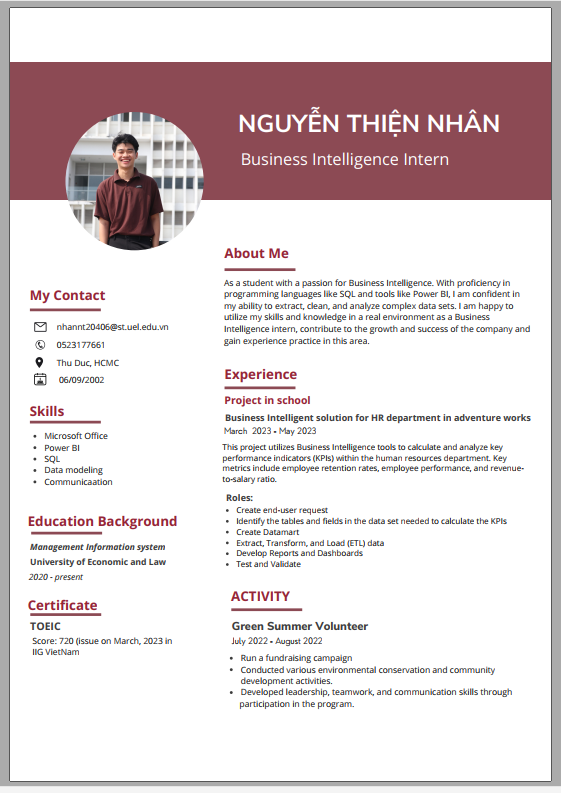 NGUYỄN THIỆN NHÂN
Business Intelligence Intern
My Contact
nhannt20406@st.uel.edu.vn
0523177661
Thu Duc, HCMC
06/09/2002
Skills
Microsoft Office
Power BI
SQL
Data modeling
Communicaation
Education Background
Management Information system
University of Economic and Law
2020 - present
Certificate
TOEIC
Score: 720 (issue on March, 2023 in
IIG VietNam
About Me
As a student with a passion for Business Intelligence. With proficiency in
programming languages like SQL and tools like Power BI, I am confident in
my ability to extract, clean, and analyze complex data sets. I am happy to
utilize my skills and knowledge in a real environment as a Business
Intelligence intern, contribute to the growth and success of the company and
gain experience practice in this area.
Experience
Project in school
Business Intelligent solution for HR department in adventure works
March 2023 - May 2023
This project utilizes Business Intelligence tools to calculate and analyze key
performance indicators (KPIs) within the human resources department. Key
metrics include employee retention rates, employee performance, and revenue-
to-salary ratio.
Roles:
Create end-user request
Identify the tables and fields in the data set needed to calculate the KPIs
Create Datamart
Extract, Transform, and Load (ETL) data
Develop Reports and Dashboards
Test and Validate
ACTIVITY
Green Summer Volunteer
July 2022 - August 2022
Run a fundraising campaign
Conducted various environmental conservation and community
development activities.
Developed leadership, teamwork, and communication skills through
participation in the program.